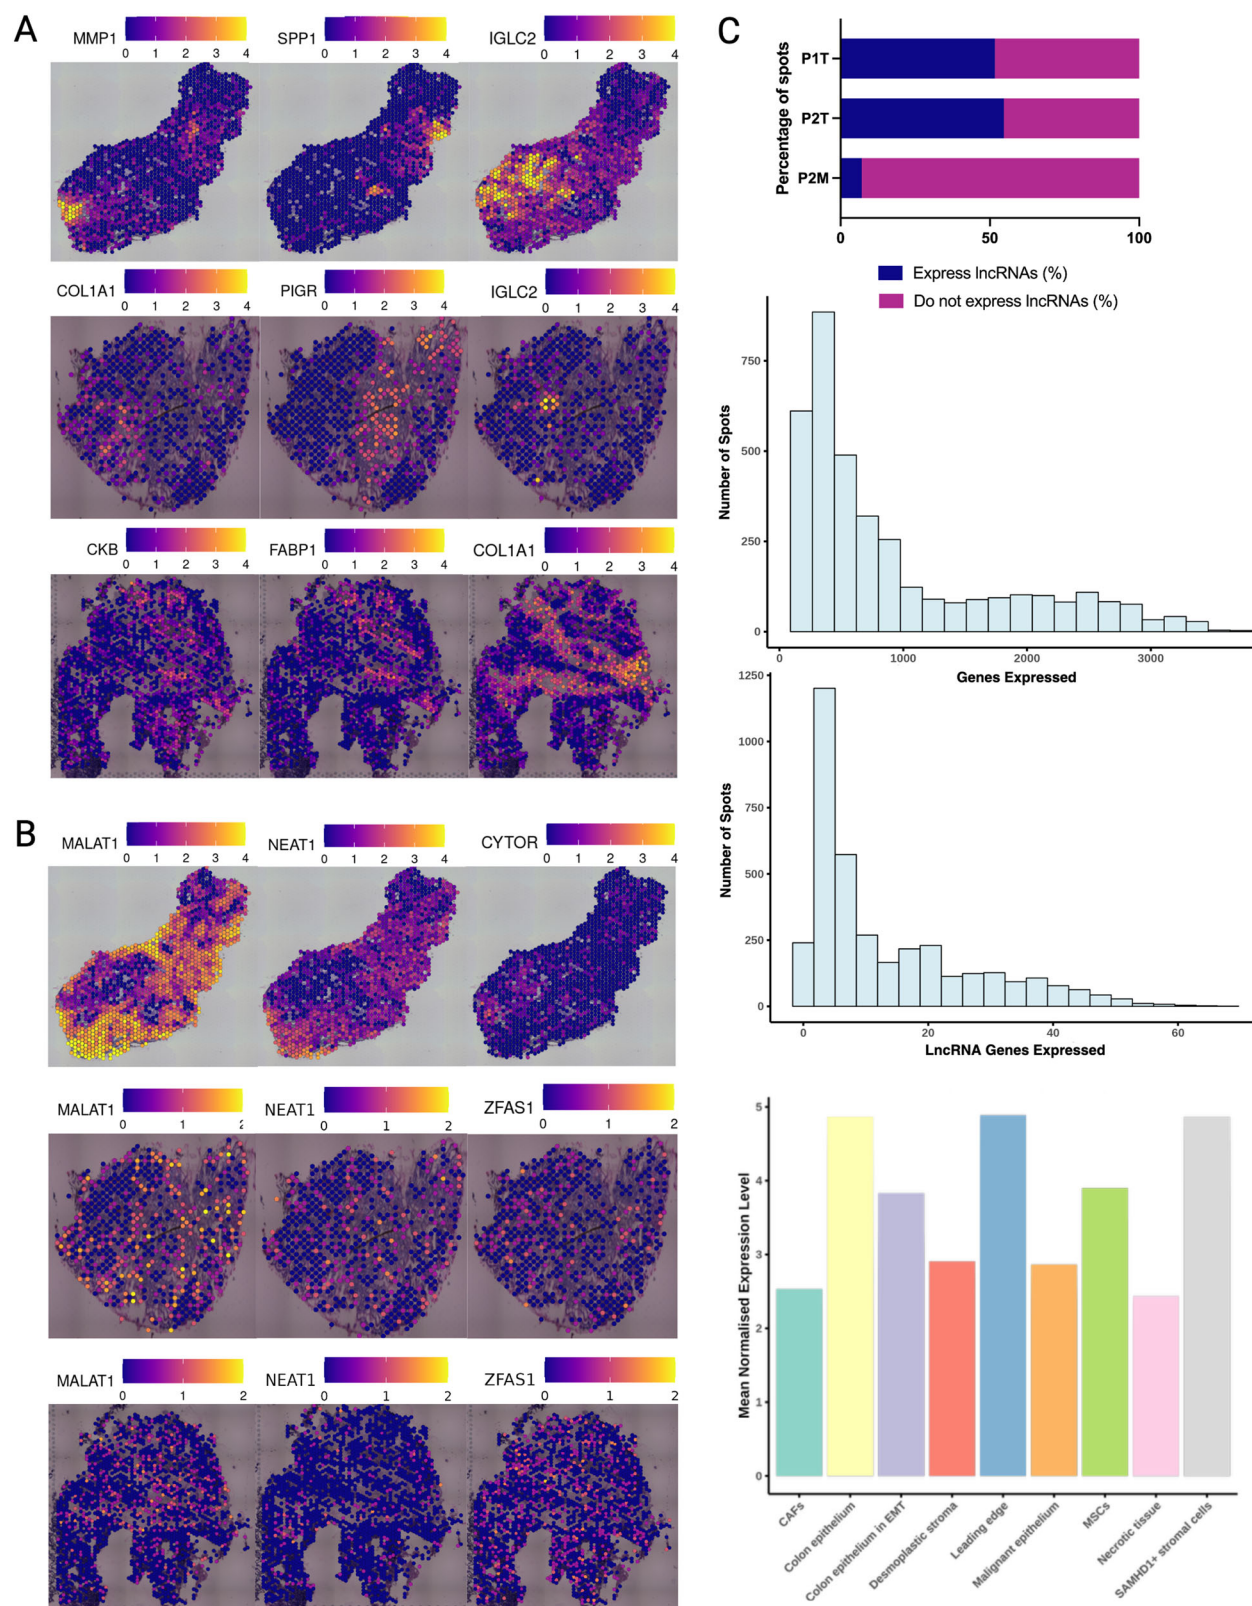 A
MMP1
0 1 2 3 4
SPP1
0 1 2 3 4
IGLC2
0 1 2 3 4
COL1A1
0 1 2 3 4
PIGR
0 1 2 3 4
IGLC2
0 1 2 3 4
CKB
0 1 2 3 4
FABP1
0 1 2 3 4
COL1A1
0 1 2 3 4
B
MALAT1
0 1 2 3 4
NEAT1
0 1 2 3 4
CYTOR
0 1 2 3 4
MALAT1
0 1 2
NEAT1
0 1 2
ZFAS1
0 1 2
MALAT1
0 1 2
NEAT1
0 1 2
ZFAS1
0 1 2
C
Percentage of spots
P1T
P2T
P2M
0 50 100
Express lncRNAs (%)
Do not express lncRNAs (%)
Number of Spots
750
500
250
0
0 1000 2000 3000
Genes Expressed
Number of Spots
1250
1000
750
500
250
0
0 20 40 60
LncRNA Genes Expressed
Mean Normalised Expression Level
5
4
3
2
1
0
CAFs
Colon epithelium
Colon epithelium in EMT
Desmoplastic stroma
Leading edge
Malignant epithelium
MSCs
Necrotic tissue
SAMHD1+ stromal cells